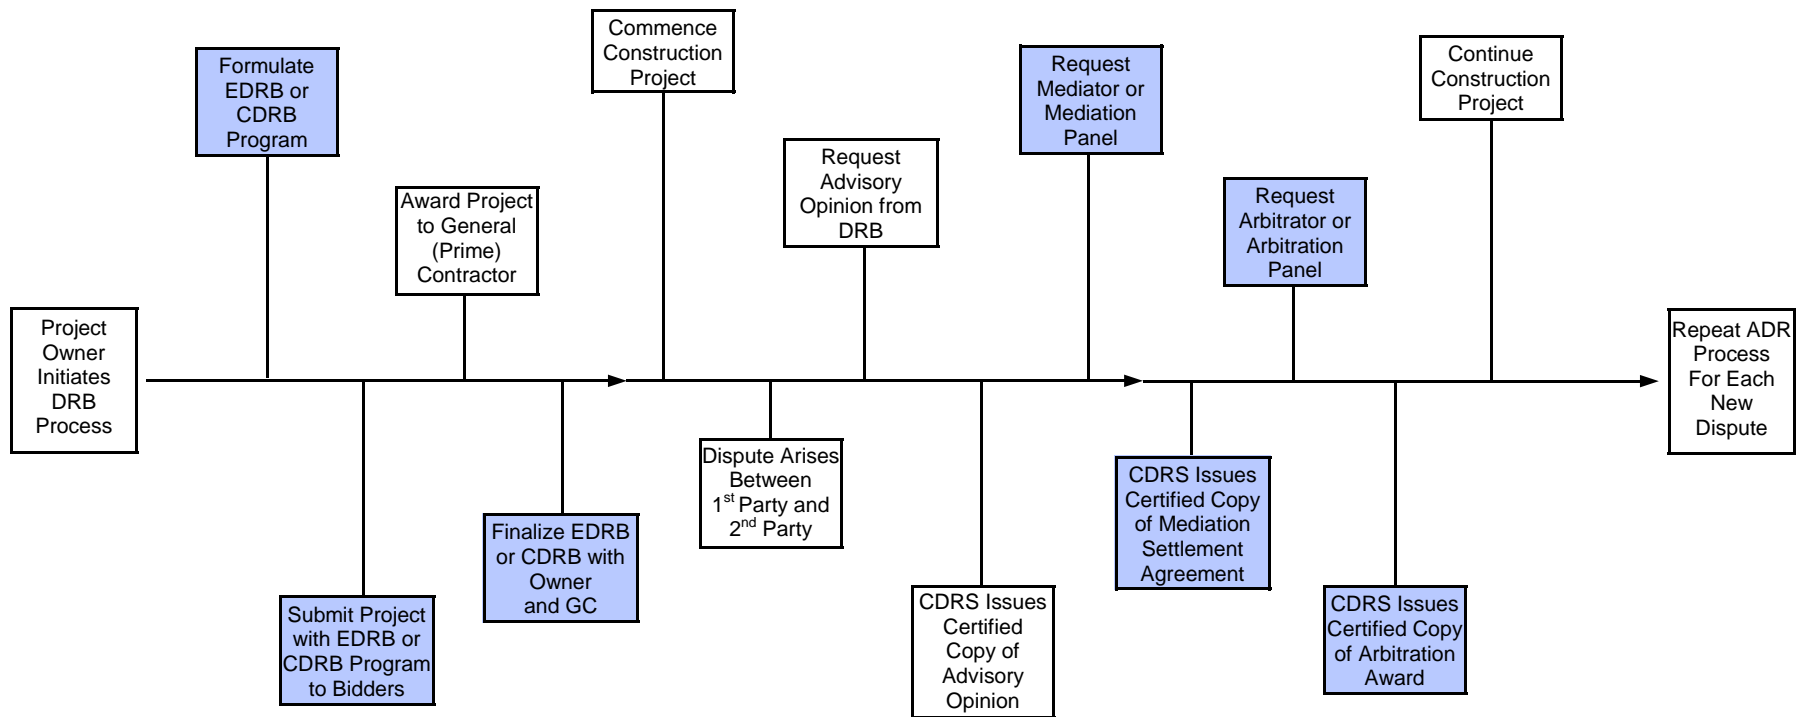 Project
Owner
Initiates
DRB
Process
Formulate
EDRB or
CDRB
Program
Submit Project
with EDRB or
CDRB Program
to Bidders
Award Project
to General
(Prime)
Contractor
Finalize EDRB
or CDRB with
Owner
and GC
Commence
Construction
Project
Dispute Arises
Between
1st Party and
2nd Party
Request
Advisory
Opinion from
DRB
CDRS Issues
Certified
Copy of
Advisory
Opinion
Request
Mediator or
Mediation
Panel
CDRS Issues
Certified Copy
of Mediation
Settlement
Agreement
Request
Arbitrator or
Arbitration
Panel
CDRS Issues
Certified Copy
of Arbitration
Award
Continue
Construction
Project
Repeat ADR
Process
For Each
New
Dispute